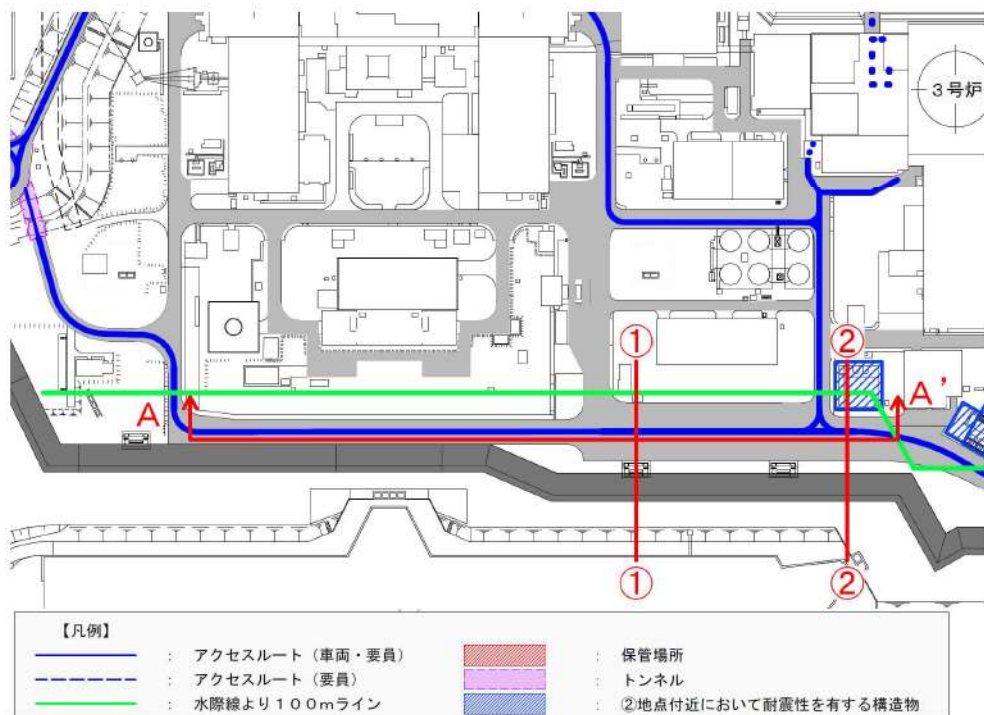 3号炉
① ②
A A’
① ②
【凡例】
： アクセスルート（車両・要員） ： 保管場所
： アクセスルート（要員） ： トンネル
： 水際線より１００ｍライン ： ②地点付近において耐震性を有する構造物